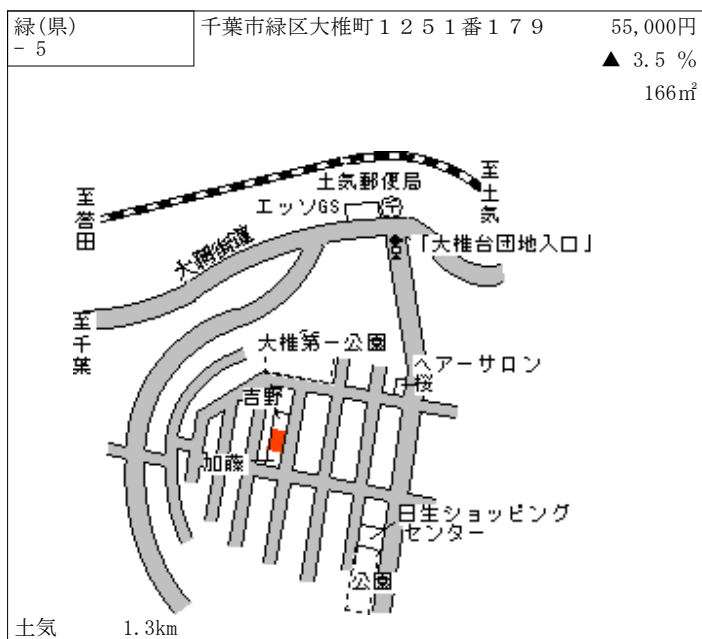 緑(県)
- 5
千葉市緑区大椎町１２５１番１７９
55,000円
▲ 3.5 %
166㎡
至誉田
至土気
土気郵便局
エッソGS
大網街道
「大椎台団地入口」
至千葉
大椎第一公園
ヘアーサロン
桜
吉野
加藤
日生ショッピング
センター
公園
土気 1.3km